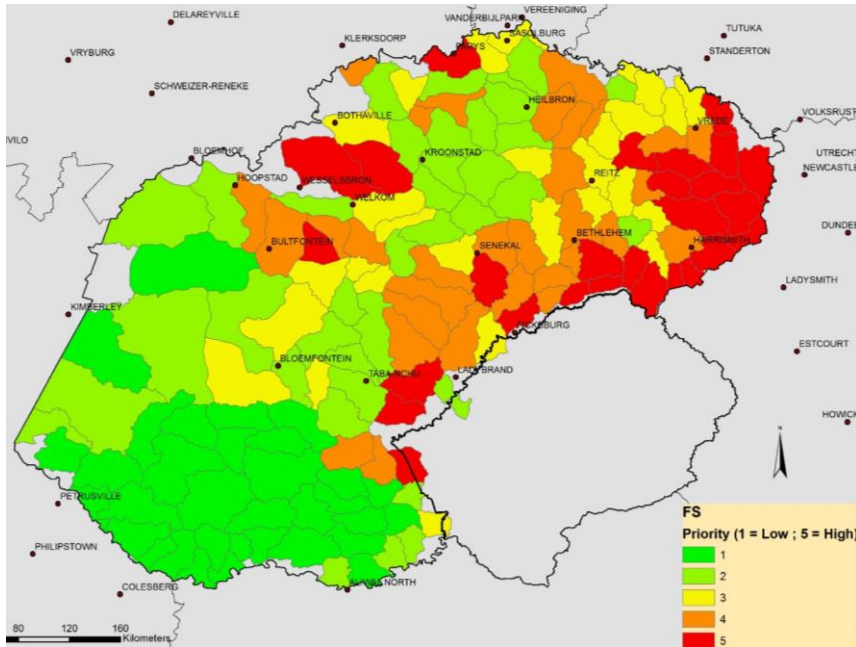 VEREENIGING
DELAREYVILLE
VANDERBIJLPARK
SASOLBURG
TUTUKA
KLERKSDORP
PARYS
VRYBURG
STANDERTON
SCHWEIZER-RENEKE
HEILBRON
VOLKSRUST
BOTHAVILLE
VREDE
VILO
BLOEMHOF
KROONSTAD
UTRECHT
NEWCASTLE
HOOPSTAD
WESSELSBRON
REITZ
WELKOM
DUNDEE
BULTFONTEIN
SENEKAL
BETHLEHEM
HARRISMITH
LADYSMITH
KIMBERLEY
FICKSBURG
ESTCOURT
BLOEMFONTEIN
TABA NCHU
LADYBRAND
HOWICK
N
PETRUSVILLE
PHILIPSTOWN
COLESBERG
ALIWAL NORTH
80 120 160
Kilometers
FS
Priority (1 = Low ; 5 = High)
1
2
3
4
5